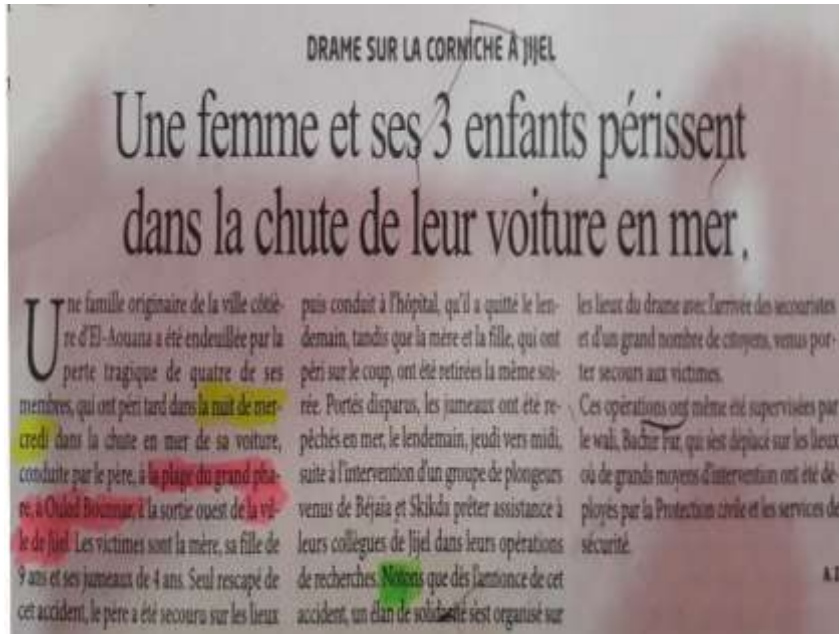 DRAME SUR LA CORNICHE À JIJEL
Une femme et ses 3 enfants périssent
dans la chute de leur voiture en mer.
Une famille originaire de la ville côtiè-
re d'El-Aouana a été endeuillée par la
perte tragique de quatre de ses
membres, qui ont péri tard dans la nuit de mer-
credi dans la chute en mer de sa voiture,
conduite par le père, à la plage du grand pha-
re, à Ouled Bounnar, à la sortie ouest de la vil-
le de Jijel. Les victimes sont la mère, sa fille de
9 ans et ses jumeaux de 4 ans. Seul rescapé de
cet accident, le père a été secouru sur les lieux
puis conduit à l'hôpital, qu'il a quitté le len-
demain, tandis que la mère et la fille, qui ont
péri sur le coup, ont été retirées la même soi-
rée. Portés disparus, les jumeaux ont été re-
pêchés en mer, le lendemain, jeudi vers midi,
suite à l'intervention d'un groupe de plongeurs
venus de Béjaïa et Skikda prêter assistance à
leurs collègues de Jijel dans leurs opérations
de recherches. Notons que dès l'annonce de cet
accident, un élan de solidarité s'est organisé sur
les lieux du drame avec l'arrivée des secouristes
et d'un grand nombre de citoyens, venus por-
ter secours aux victimes.
Ces opérations ont même été supervisées par
le wali, Bachir Far, qui s'est déplacé sur les lieux
où de grands moyens d'intervention ont été dé-
ployés par la Protection civile et les services de
sécurité.